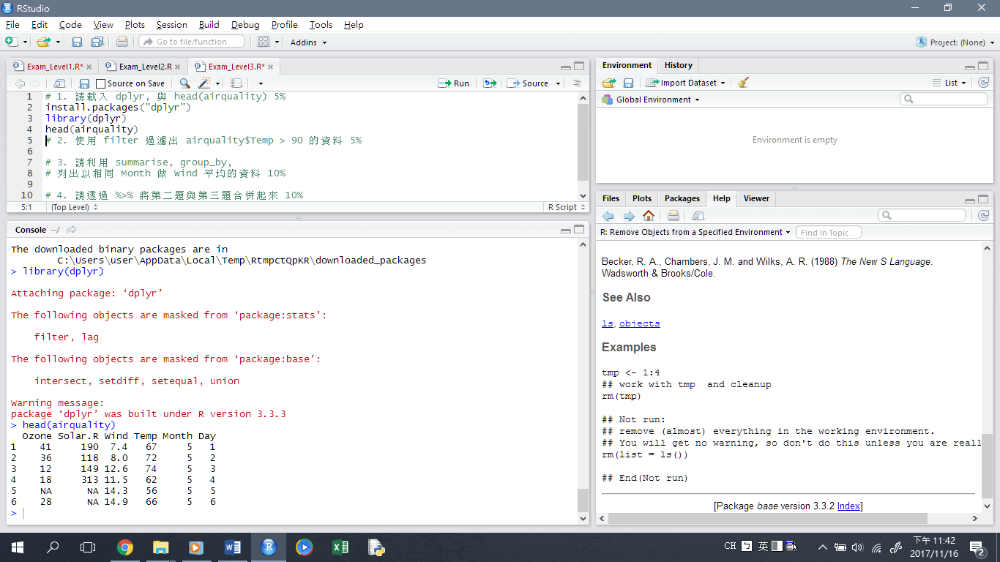 RStudio
File Edit Code View Plots Session Build Debug Profile Tools Help
Go to file/function Addins Project: (None)
Exam_Level1.R* Exam_Level2.R Exam_Level3.R*
Source on Save Run Source
1 # 1. 請載入 dplyr, 與 head(airquality) 5%
2 install.packages("dplyr")
3 library(dplyr)
4 head(airquality)
5 # 2. 使用 filter 過濾出 airquality$Temp > 90 的資料 5%
6
7 # 3. 請利用 summarise, group_by,
8 # 列出以相同 Month 做 Wind 平均的資料 10%
9
10 # 4. 請透過 %>% 將第二題與第三題合併起來 10%
5:1 (Top Level) R Script
Console ~/
The downloaded binary packages are in
C:\Users\user\AppData\Local\Temp\RtmpctQpKR\downloaded_packages
> library(dplyr)
Attaching package: ‘dplyr’
The following objects are masked from ‘package:stats’:
filter, lag
The following objects are masked from ‘package:base’:
intersect, setdiff, setequal, union
Warning message:
package ‘dplyr’ was built under R version 3.3.3
> head(airquality)
Ozone Solar.R Wind Temp Month Day
1 41 190 7.4 67 5 1
2 36 118 8.0 72 5 2
3 12 149 12.6 74 5 3
4 18 313 11.5 62 5 4
5 NA NA 14.3 56 5 5
6 28 NA 14.9 66 5 6
>
Environment History
Import Dataset List
Global Environment
Environment is empty
Files Plots Packages Help Viewer
R: Remove Objects from a Specified Environment Find in Topic
Becker, R. A., Chambers, J. M. and Wilks, A. R. (1988) The New S Language.
Wadsworth & Brooks/Cole.
See Also
ls, objects
Examples
tmp <- 1:4
## work with tmp and cleanup
rm(tmp)
## Not run:
## remove (almost) everything in the working environment.
## You will get no warning, so don't do this unless you are reall
rm(list = ls())
## End(Not run)
[Package base version 3.3.2 Index]
CH 英 下午 11:42
2017/11/16
2